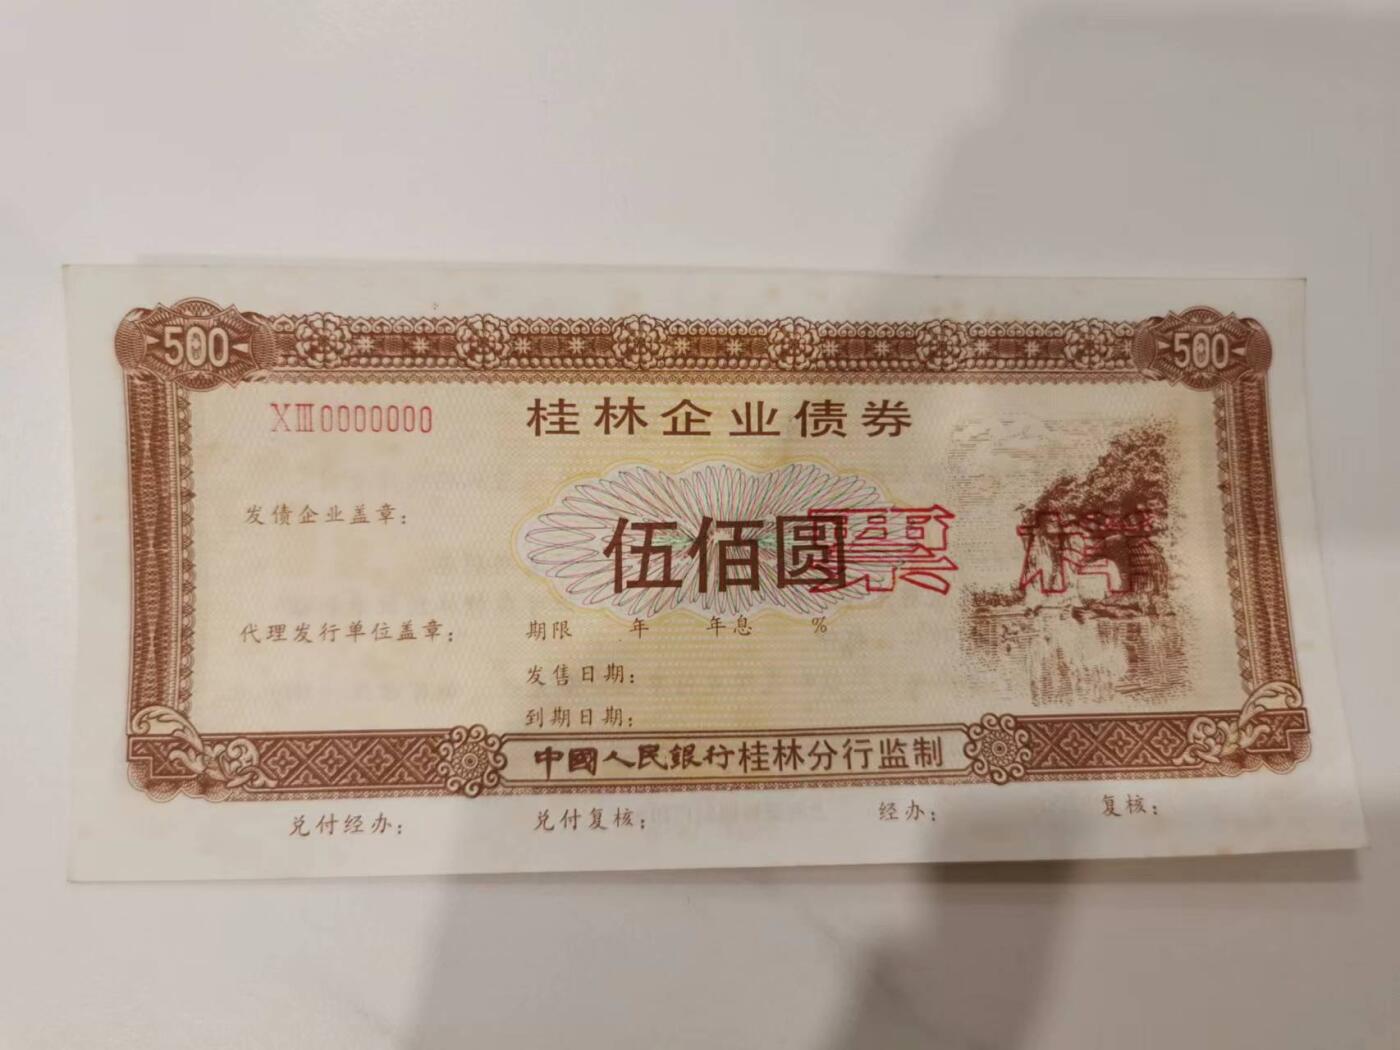 500
500
XⅢ0000000
桂林企业债券
发债企业盖章：
伍佰圆
票样
代理发行单位盖章：
期限 年 年息 %
发售日期：
到期日期：
中國人民銀行桂林分行监制
兑付经办： 兑付复核： 经办： 复核：